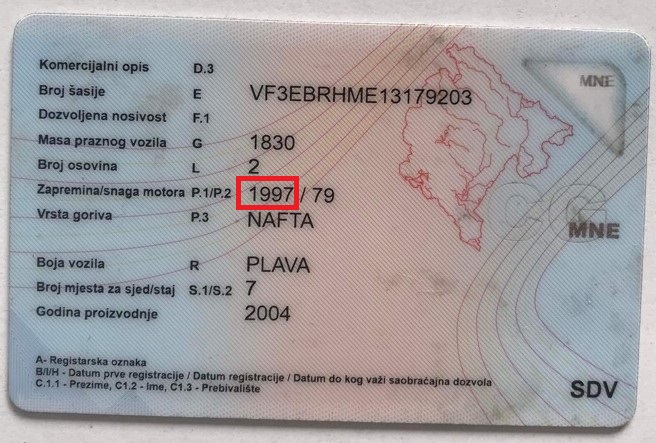 MNE
Komercijalni opis D.3
Broj šasije E VF3EBRHME13179203
Dozvoljena nosivost F.1
Masa praznog vozila G 1830
Broj osovina L 2
Zapremina/snaga motora P.1/P.2 1997 / 79
Vrsta goriva P.3 NAFTA
CG
MNE
Boja vozila R PLAVA
Broj mjesta za sjed/staj S.1/S.2 7
Godina proizvodnje 2004
A- Registarska oznaka
B/I/H - Datum prve registracije / Datum registracije / Datum do kog važi saobraćajna dozvola
C.1.1 - Prezime, C1.2 - Ime, C1.3 - Prebivalište
SDV